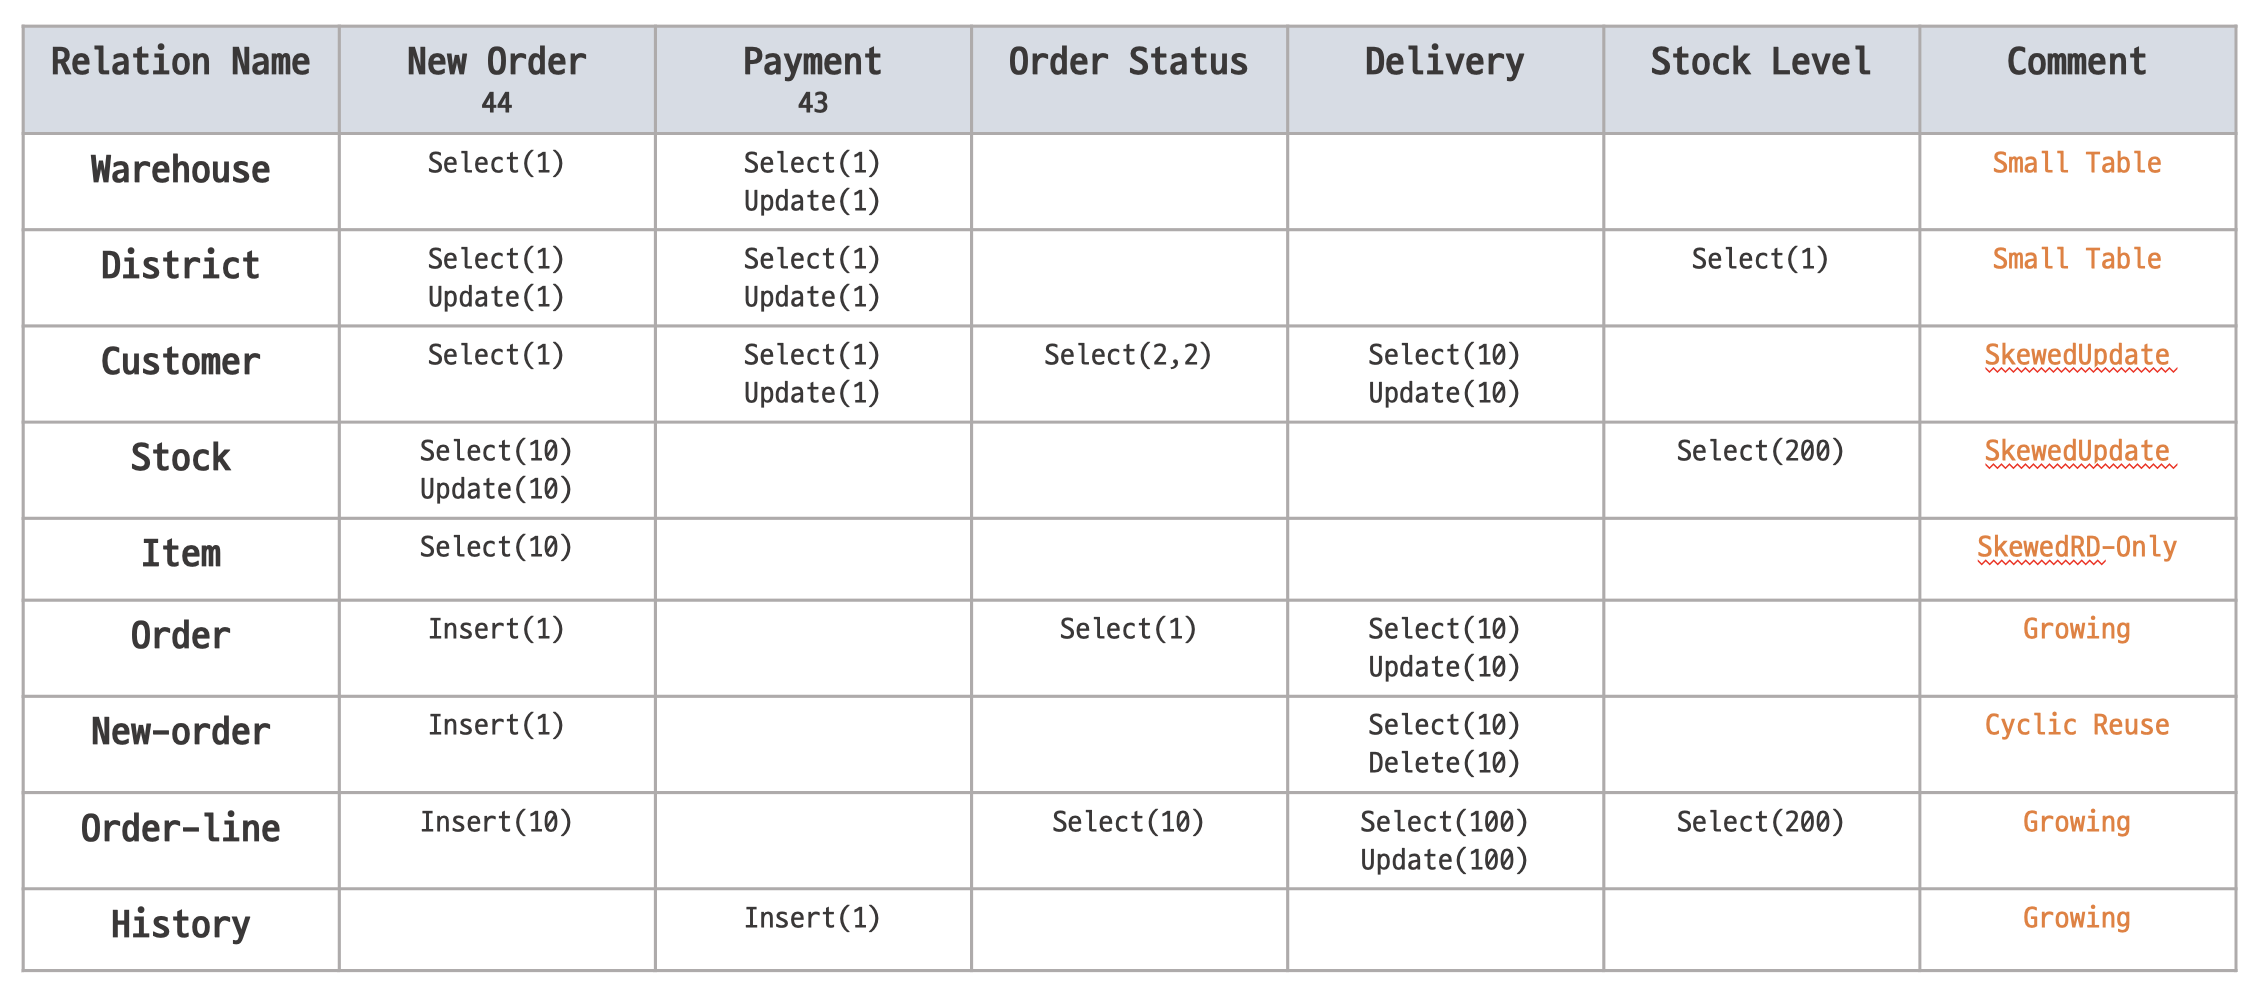 Relation Name New Order Payment Order Status Delivery Stock Level Comment
44 43
Warehouse Select(1) Select(1) Small Table
Update(1)
District Select(1) Select(1) Select(1) Small Table
Update(1) Update(1)
Customer Select(1) Select(1) Select(2,2) Select(10) SkewedUpdate
Update(1) Update(10)
Stock Select(10) Select(200) SkewedUpdate
Update(10)
Item Select(10) SkewedRD-Only
Order Insert(1) Select(1) Select(10) Growing
Update(10)
New-order Insert(1) Select(10) Cyclic Reuse
Delete(10)
Order-line Insert(10) Select(10) Select(100) Select(200) Growing
Update(100)
History Insert(1) Growing